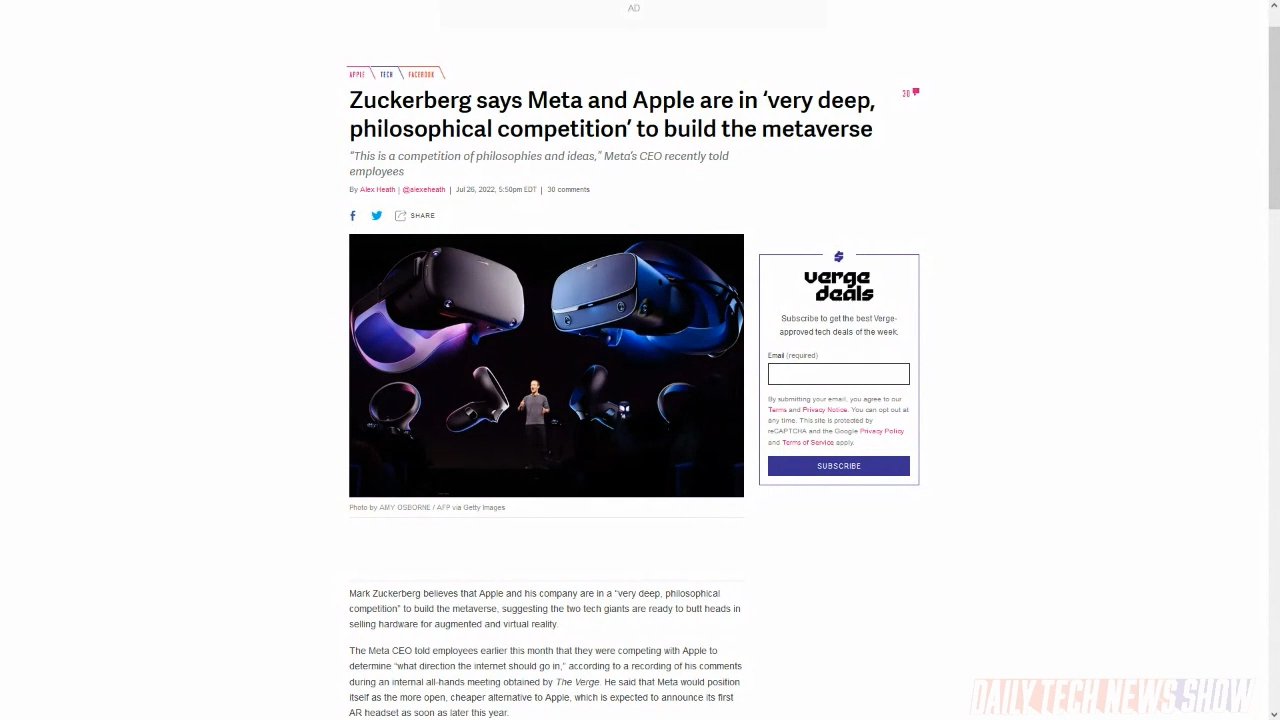 AD
APPLE TECH FACEBOOK
Zuckerberg says Meta and Apple are in ‘very deep,
philosophical competition’ to build the metaverse
30
“This is a competition of philosophies and ideas,” Meta’s CEO recently told
employees
By Alex Heath | @alexeheath | Jul 26, 2022, 5:50pm EDT | 30 comments
SHARE
Photo by AMY OSBORNE / AFP via Getty Images
verge
deals
Subscribe to get the best Verge-
approved tech deals of the week.
Email (required)
By submitting your email, you agree to our
Terms and Privacy Notice. You can opt out at
any time. This site is protected by
reCAPTCHA and the Google Privacy Policy
and Terms of Service apply.
SUBSCRIBE
Mark Zuckerberg believes that Apple and his company are in a “very deep, philosophical
competition” to build the metaverse, suggesting the two tech giants are ready to butt heads in
selling hardware for augmented and virtual reality.
The Meta CEO told employees earlier this month that they were competing with Apple to
determine “what direction the internet should go in,” according to a recording of his comments
during an internal all-hands meeting obtained by The Verge. He said that Meta would position
itself as the more open, cheaper alternative to Apple, which is expected to announce its first
AR headset as soon as later this year.
DAILY TECH NEWS SHOW